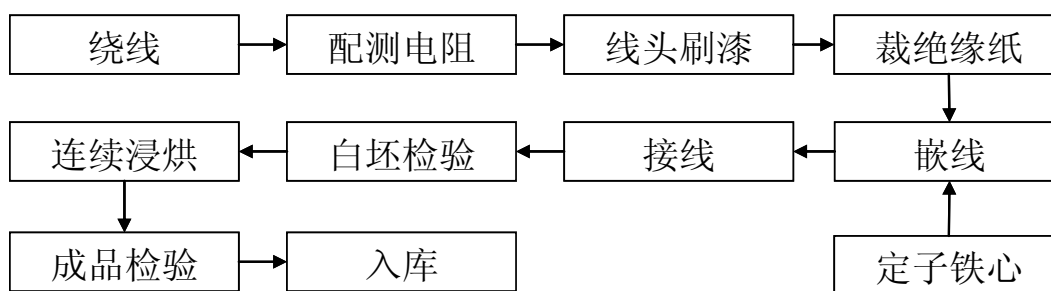 绕线 配测电阻 线头刷漆 裁绝缘纸
连续浸烘 白坯检验 接线 嵌线
成品检验 入库 定子铁心